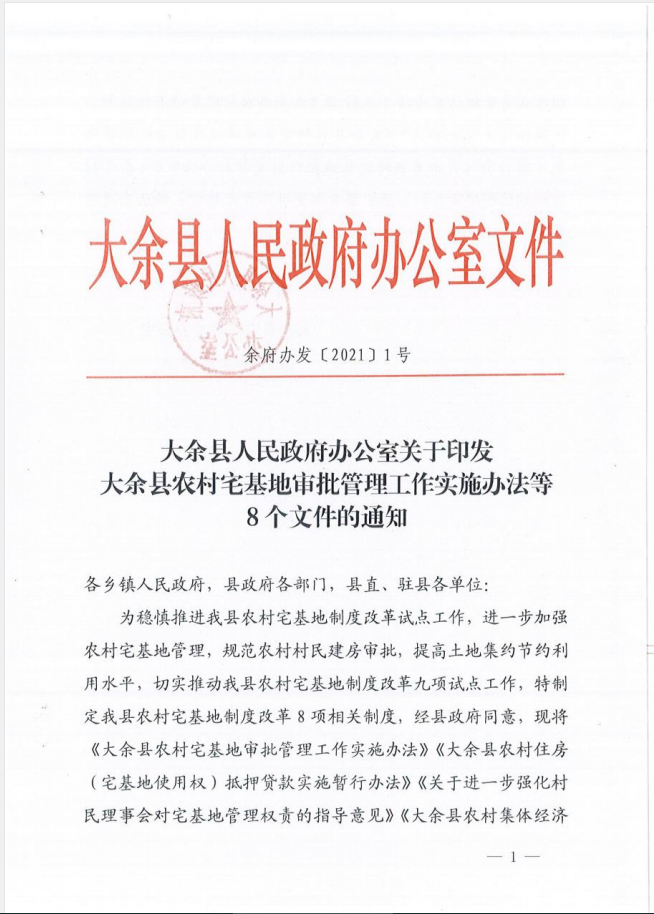 大余县人民政府办公室文件
余府办发〔2021〕1号
大余县人民政府办公室关于印发
大余县农村宅基地审批管理工作实施办法等
8个文件的通知
各乡镇人民政府，县政府各部门，县直、驻县各单位：
为稳慎推进我县农村宅基地制度改革试点工作，进一步加强
农村宅基地管理，规范农村村民建房审批，提高土地集约节约利
用水平，切实推动我县农村宅基地制度改革九项试点工作，特制
定我县农村宅基地制度改革8项相关制度，经县政府同意，现将
《大余县农村宅基地审批管理工作实施办法》《大余县农村住房
（宅基地使用权）抵押贷款实施暂行办法》《关于进一步强化村
民理事会对宅基地管理权责的指导意见》《大余县农村集体经济
— 1 —